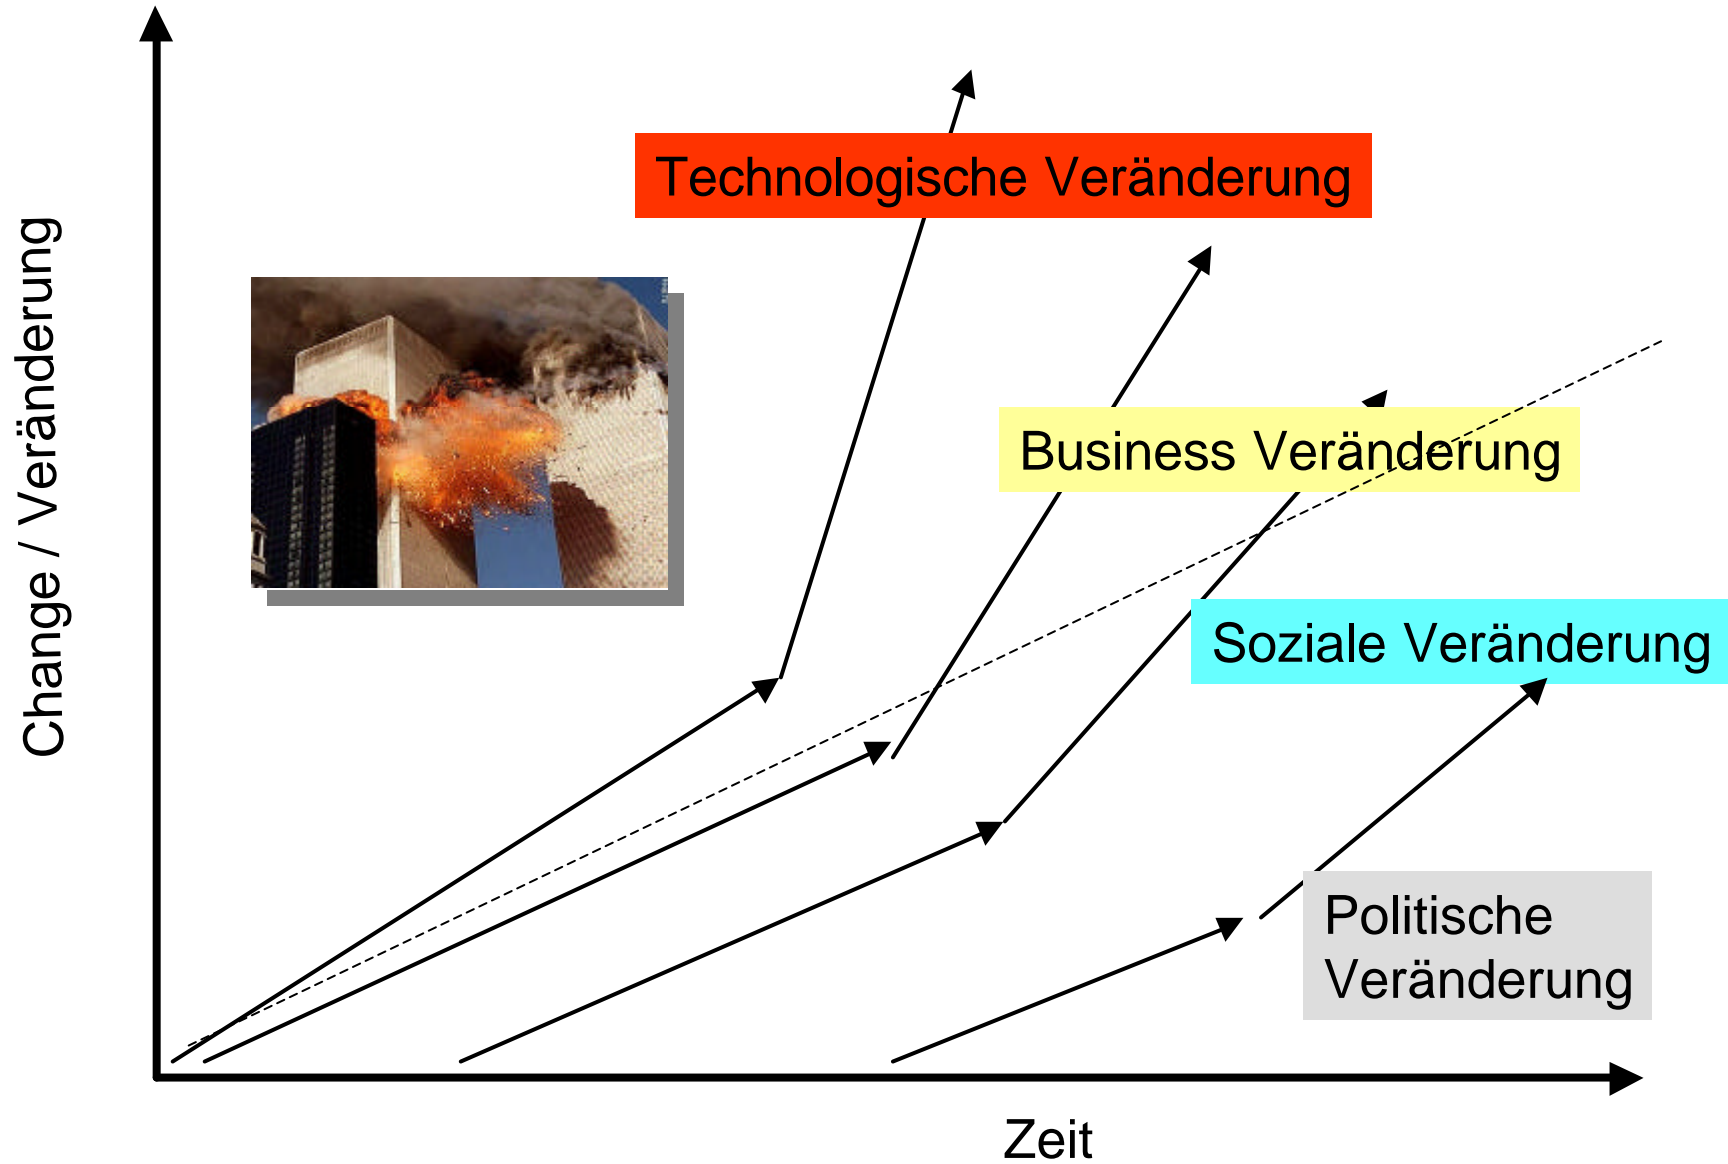 Change / Veränderung
Technologische Veränderung
Business Veränderung
Soziale Veränderung
Politische
Veränderung
Zeit